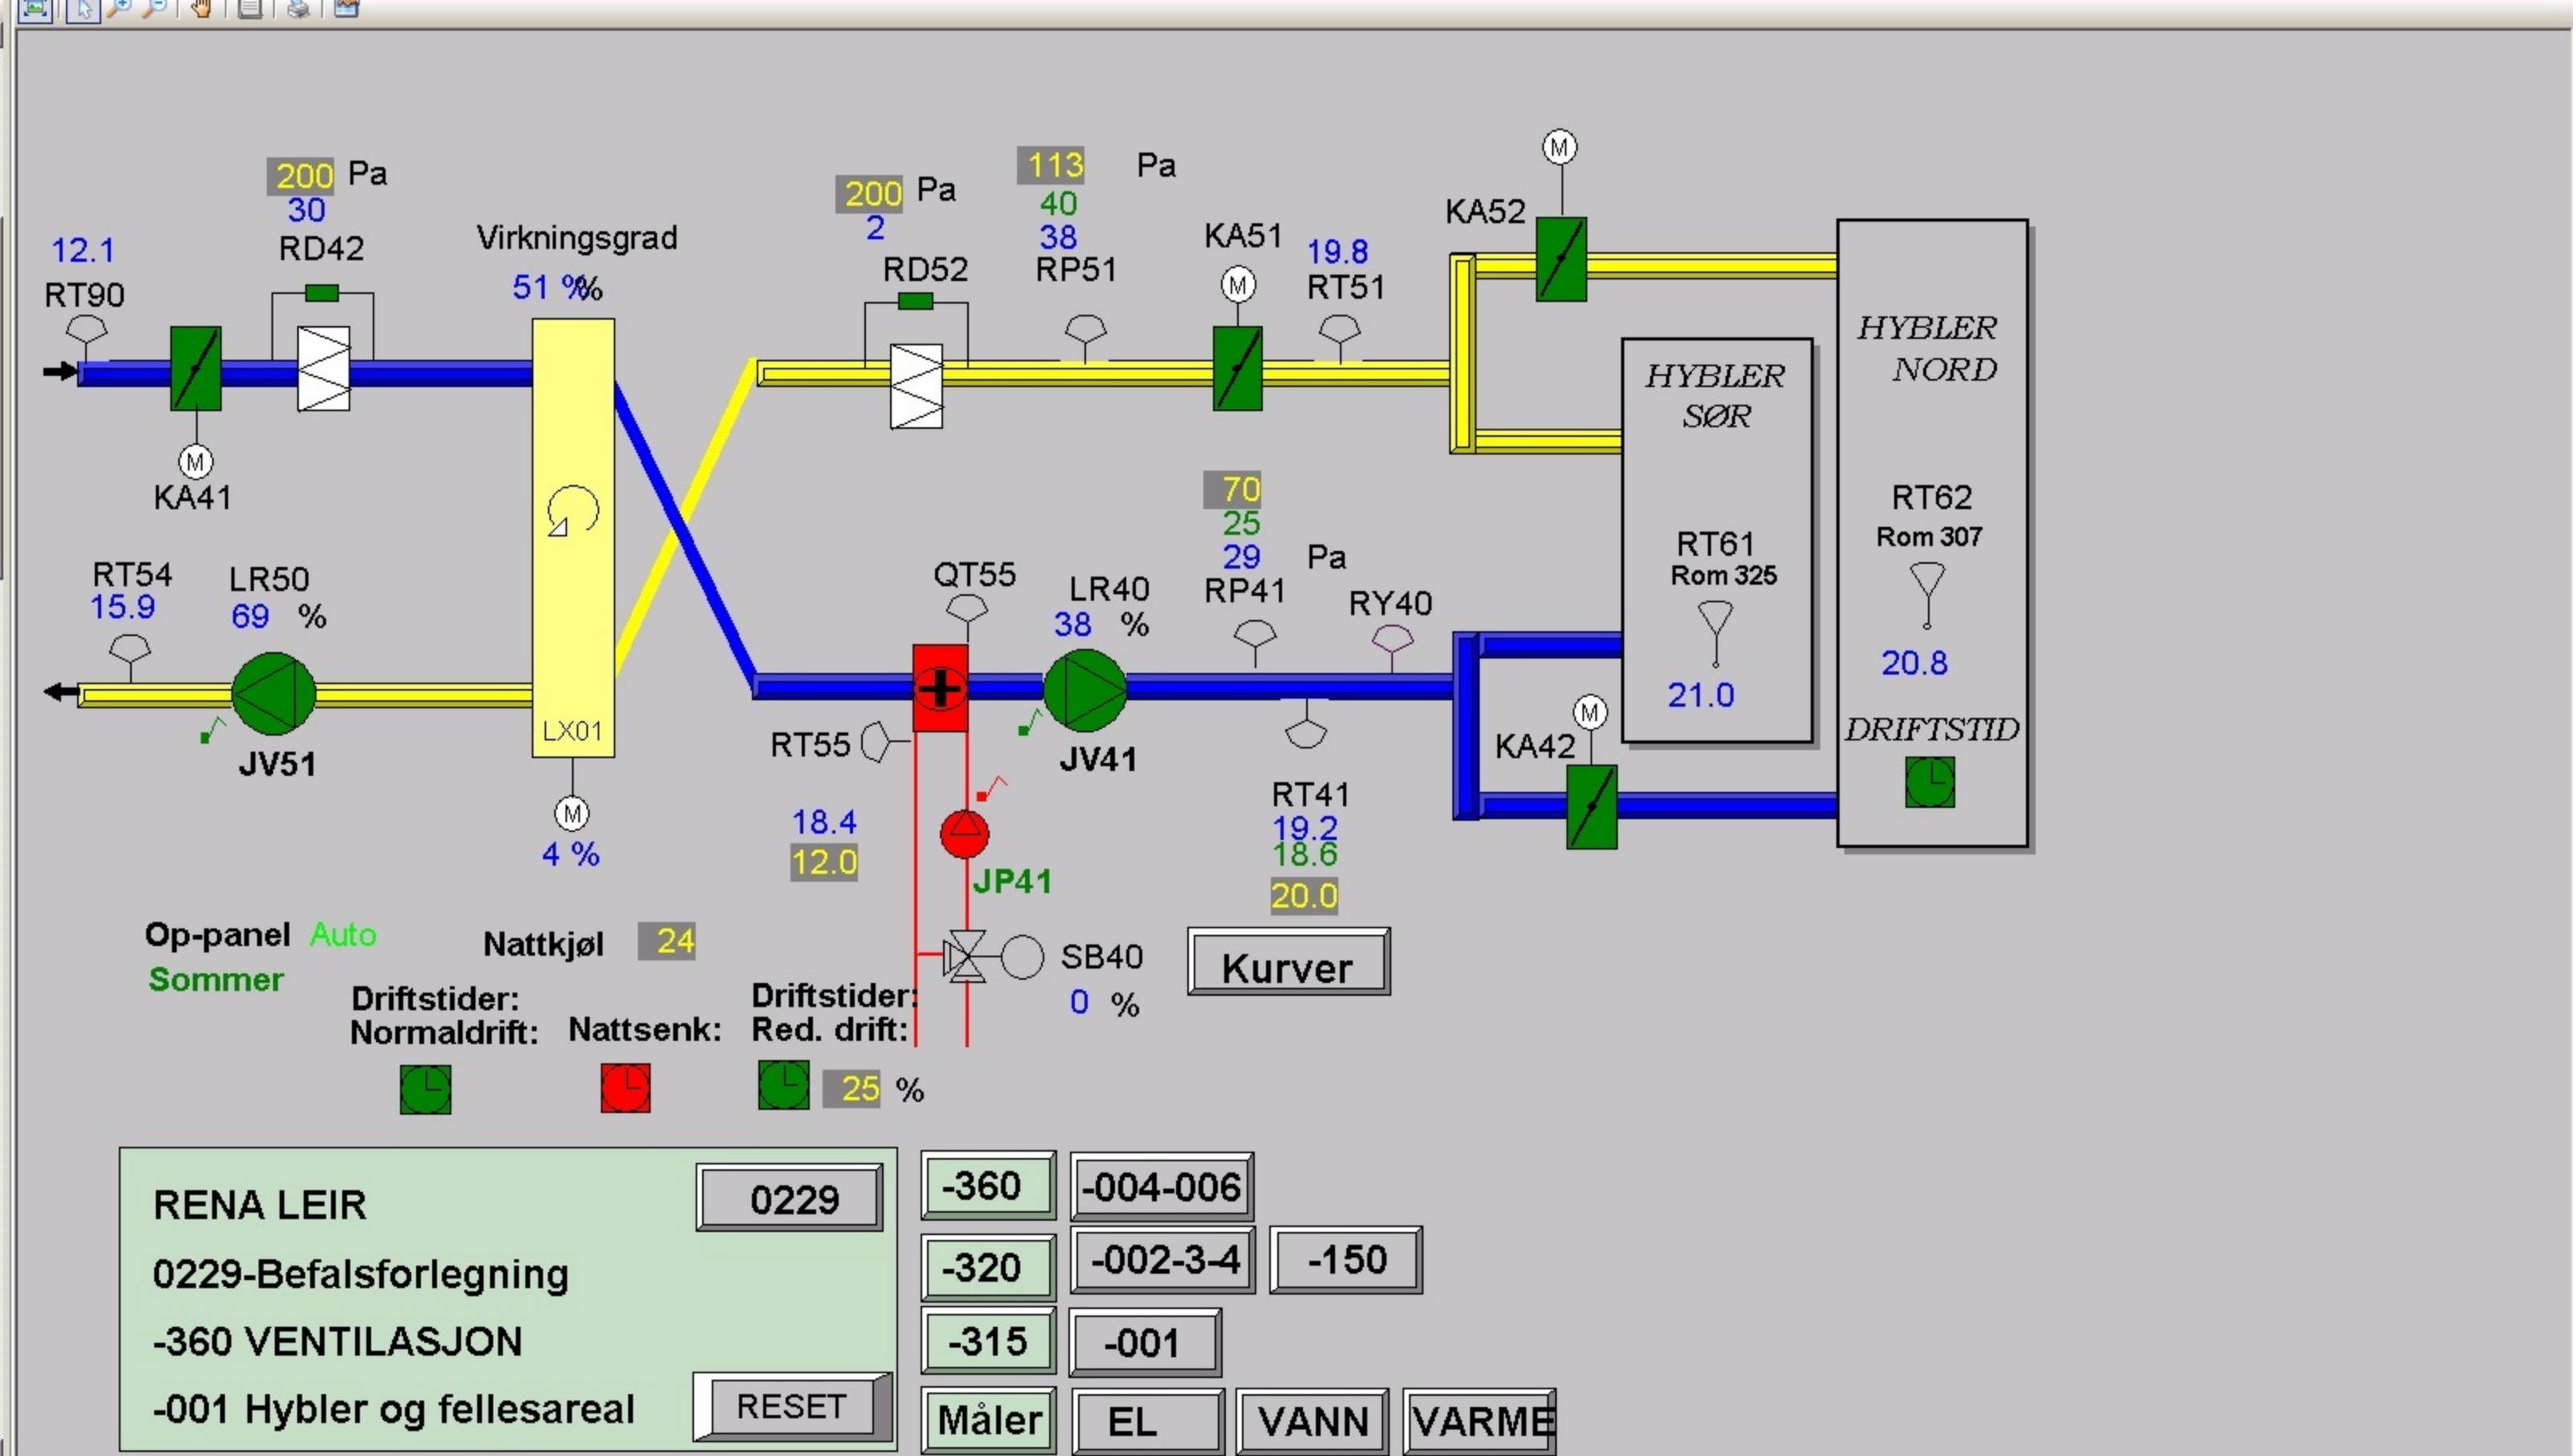 200 Pa
30
RD42
12.1
RT90
M
KA41
Virkningsgrad
51 %%
200 Pa
2
RD52
113 Pa
40
38
RP51
KA51
M
19.8
RT51
M
KA52
HYBLER
NORD
HYBLER
SØR
RT62
Rom 307
20.8
RT61
Rom 325
21.0
DRIFTSTID
M
KA42
RT54
15.9
LR50
69 %
JV51
LX01
M
4 %
QT55
LR40
38 %
JV41
70
25
29 Pa
RP41
RY40
RT55
18.4
12.0
JP41
RT41
19.2
18.6
20.0
SB40
0 %
Kurver
Op-panel Auto
Sommer
Nattkjøl 24
Driftstider:
Normaldrift:
Nattsenk:
Driftstider:
Red. drift:
25 %
RENA LEIR
0229
0229-Befalsforlegning
-360 VENTILASJON
-001 Hybler og fellesareal
RESET
-360 -004-006
-320 -002-3-4 -150
-315 -001
Måler EL VANN VARME